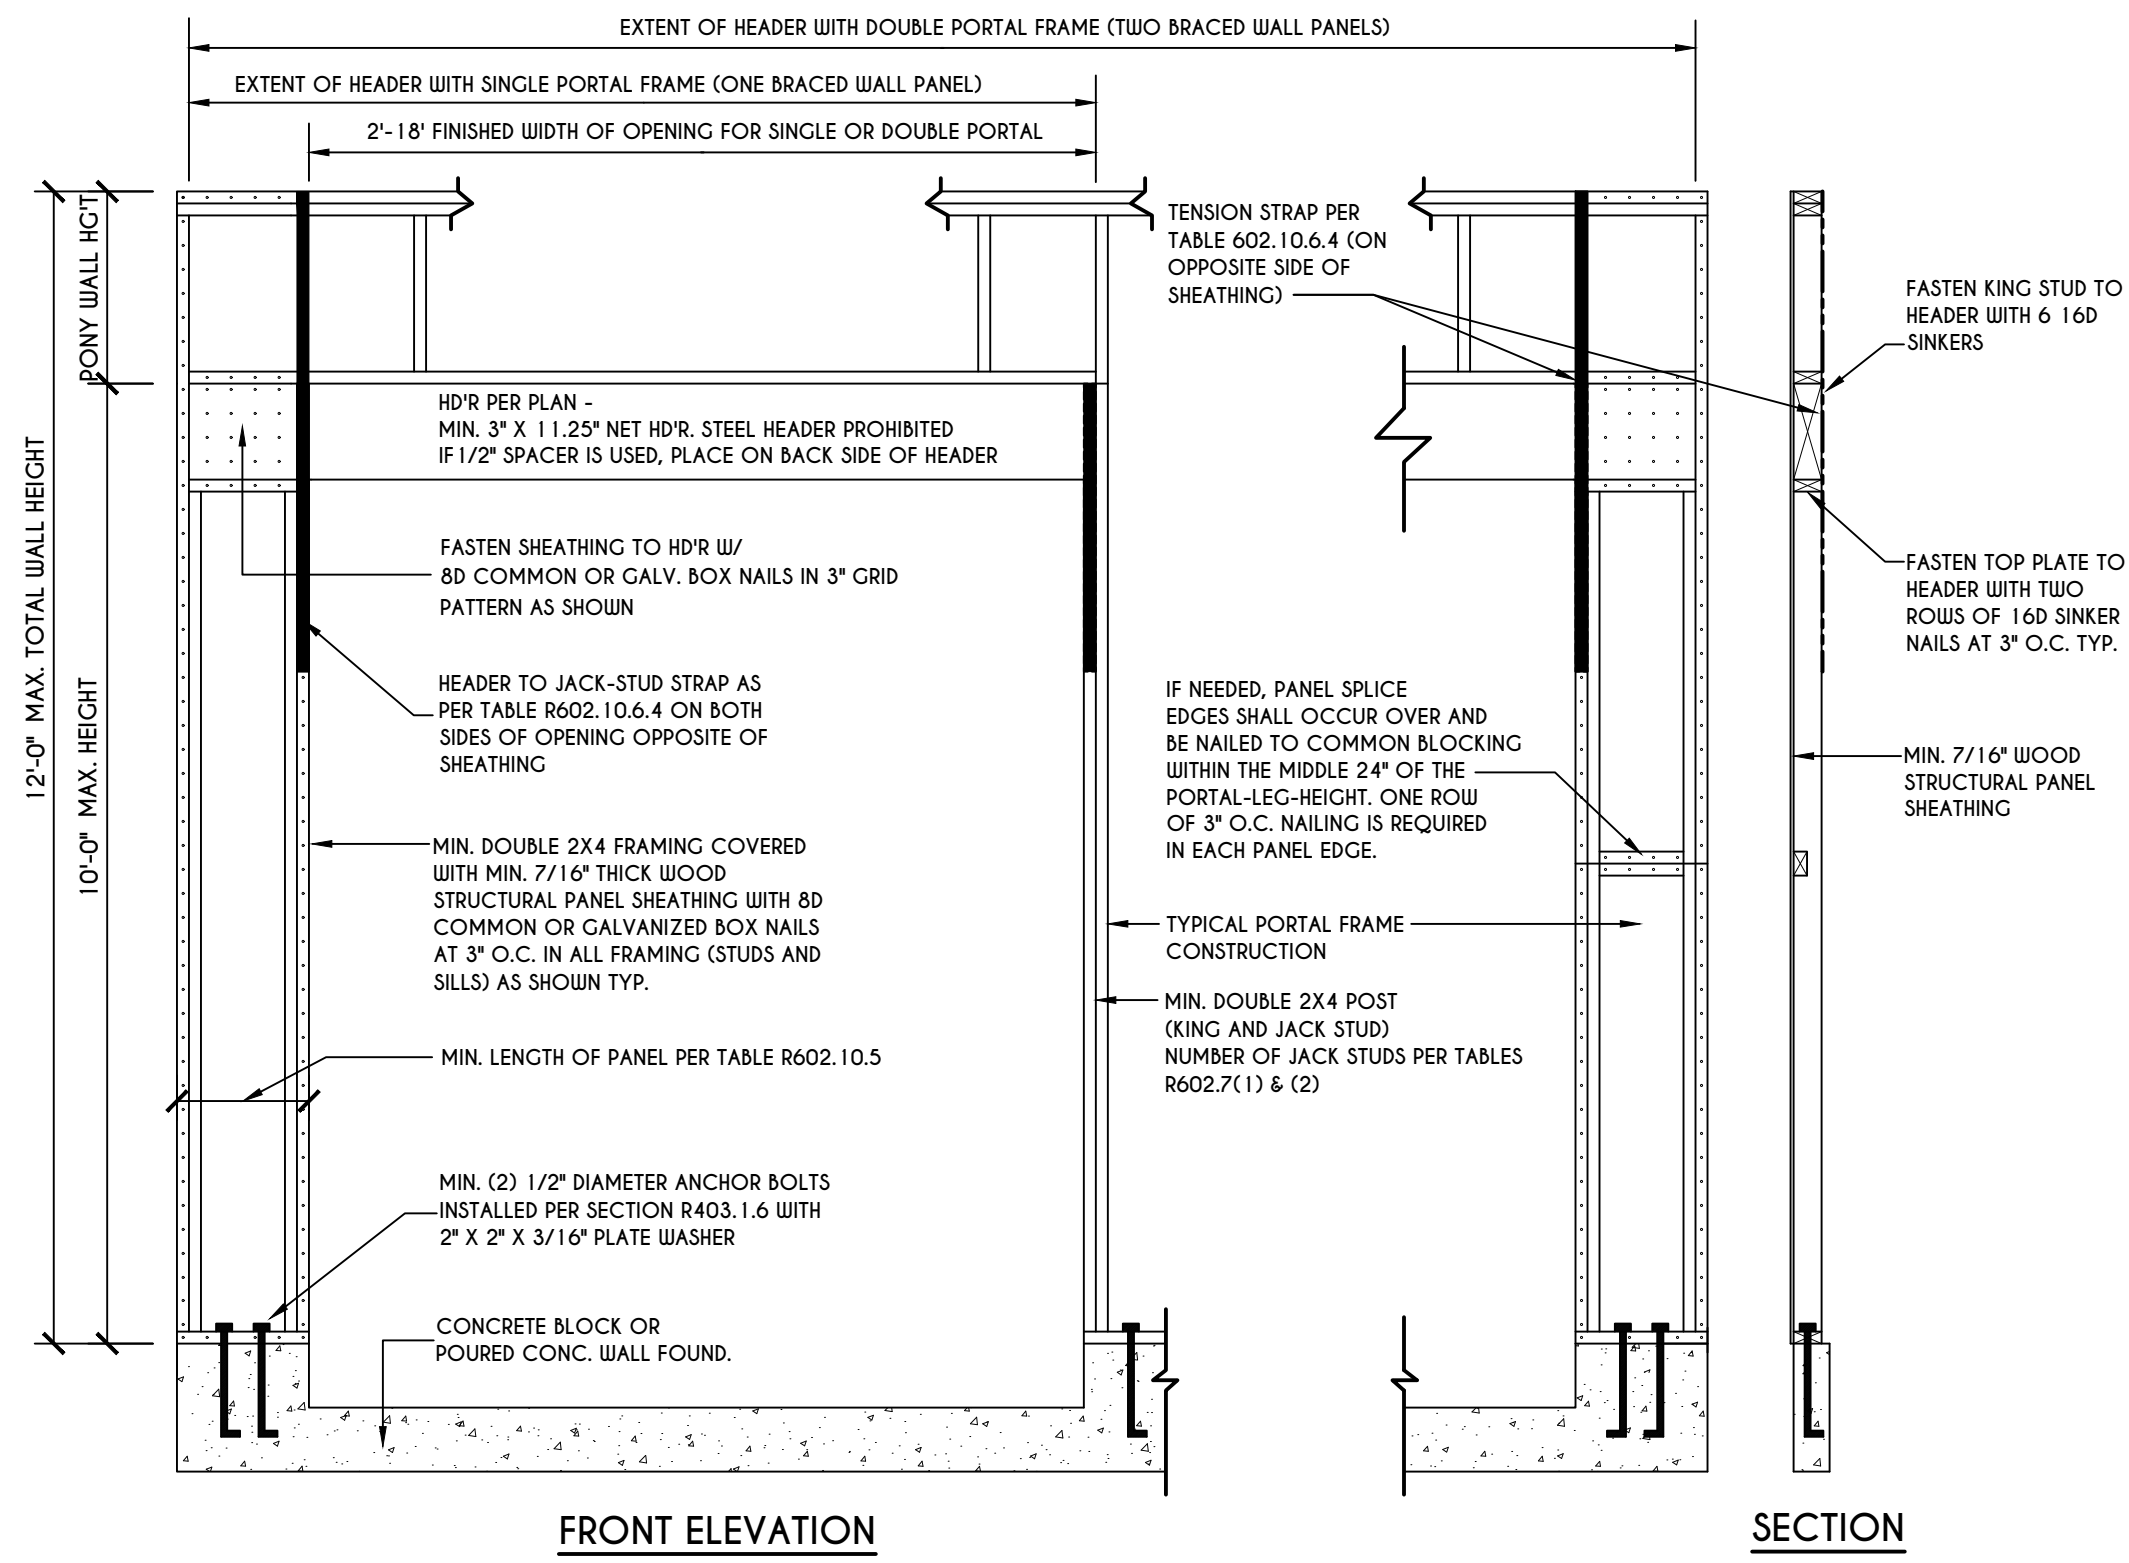 EXTENT OF HEADER WITH DOUBLE PORTAL FRAME (TWO BRACED WALL PANELS)
EXTENT OF HEADER WITH SINGLE PORTAL FRAME (ONE BRACED WALL PANEL)
2'-18' FINISHED WIDTH OF OPENING FOR SINGLE OR DOUBLE PORTAL
PONY WALL HG'T
12'-0" MAX. TOTAL WALL HEIGHT
10'-0" MAX. HEIGHT
TENSION STRAP PER
TABLE 602.10.6.4 (ON
OPPOSITE SIDE OF
SHEATHING)
FASTEN KING STUD TO
HEADER WITH 6 16D
SINKERS
HD'R PER PLAN -
MIN. 3" X 11.25" NET HD'R. STEEL HEADER PROHIBITED
IF 1/2" SPACER IS USED, PLACE ON BACK SIDE OF HEADER
FASTEN SHEATHING TO HD'R W/
8D COMMON OR GALV. BOX NAILS IN 3" GRID
PATTERN AS SHOWN
FASTEN TOP PLATE TO
HEADER WITH TWO
ROWS OF 16D SINKER
NAILS AT 3" O.C. TYP.
HEADER TO JACK-STUD STRAP AS
PER TABLE R602.10.6.4 ON BOTH
SIDES OF OPENING OPPOSITE OF
SHEATHING
IF NEEDED, PANEL SPLICE
EDGES SHALL OCCUR OVER AND
BE NAILED TO COMMON BLOCKING
WITHIN THE MIDDLE 24" OF THE
PORTAL-LEG-HEIGHT. ONE ROW
OF 3" O.C. NAILING IS REQUIRED
IN EACH PANEL EDGE.
MIN. 7/16" WOOD
STRUCTURAL PANEL
SHEATHING
MIN. DOUBLE 2X4 FRAMING COVERED
WITH MIN. 7/16" THICK WOOD
STRUCTURAL PANEL SHEATHING WITH 8D
COMMON OR GALVANIZED BOX NAILS
AT 3" O.C. IN ALL FRAMING (STUDS AND
SILLS) AS SHOWN TYP.
TYPICAL PORTAL FRAME
CONSTRUCTION
MIN. DOUBLE 2X4 POST
(KING AND JACK STUD)
NUMBER OF JACK STUDS PER TABLES
R602.7(1) & (2)
MIN. LENGTH OF PANEL PER TABLE R602.10.5
MIN. (2) 1/2" DIAMETER ANCHOR BOLTS
INSTALLED PER SECTION R403.1.6 WITH
2" X 2" X 3/16" PLATE WASHER
CONCRETE BLOCK OR
POURED CONC. WALL FOUND.
FRONT ELEVATION
SECTION